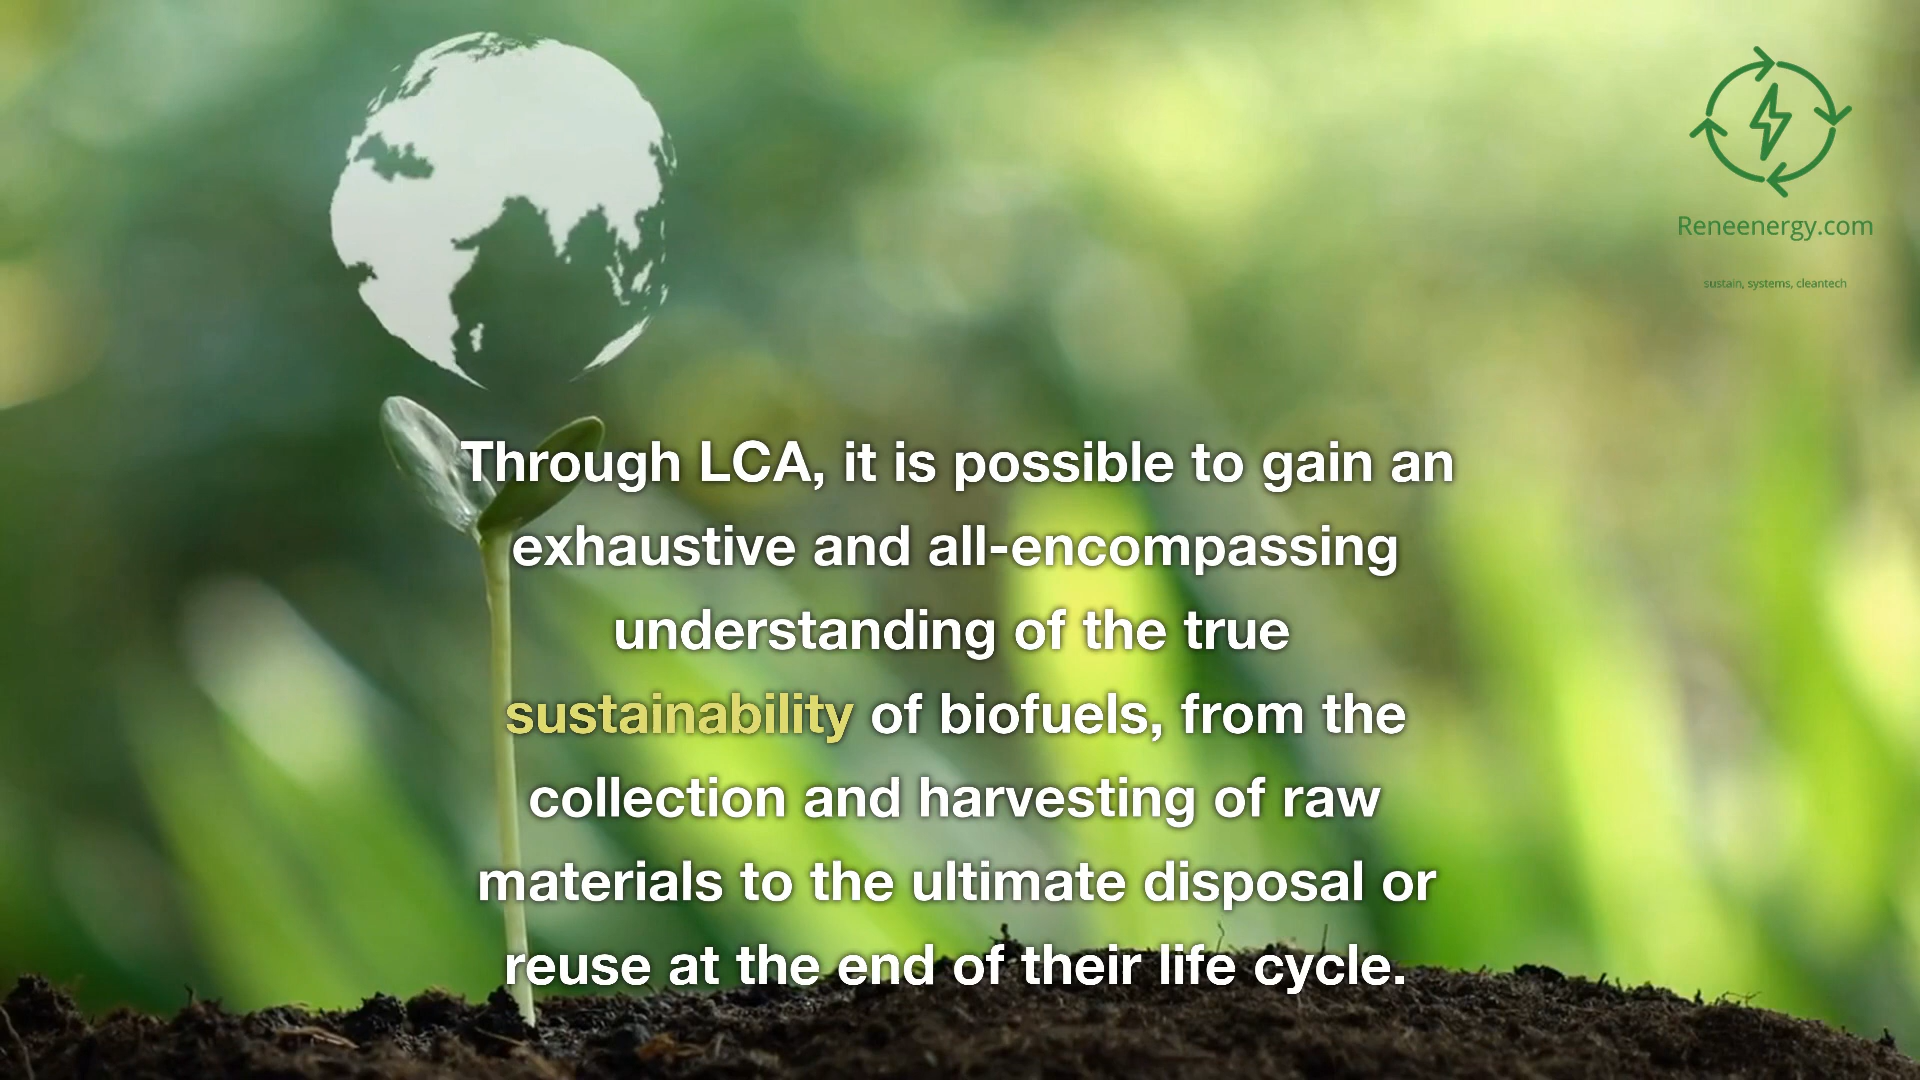 Reneenergy.com
sustain, systems, cleantech
Through LCA, it is possible to gain an
exhaustive and all-encompassing
understanding of the true
sustainability of biofuels, from the
collection and harvesting of raw
materials to the ultimate disposal or
reuse at the end of their life cycle.